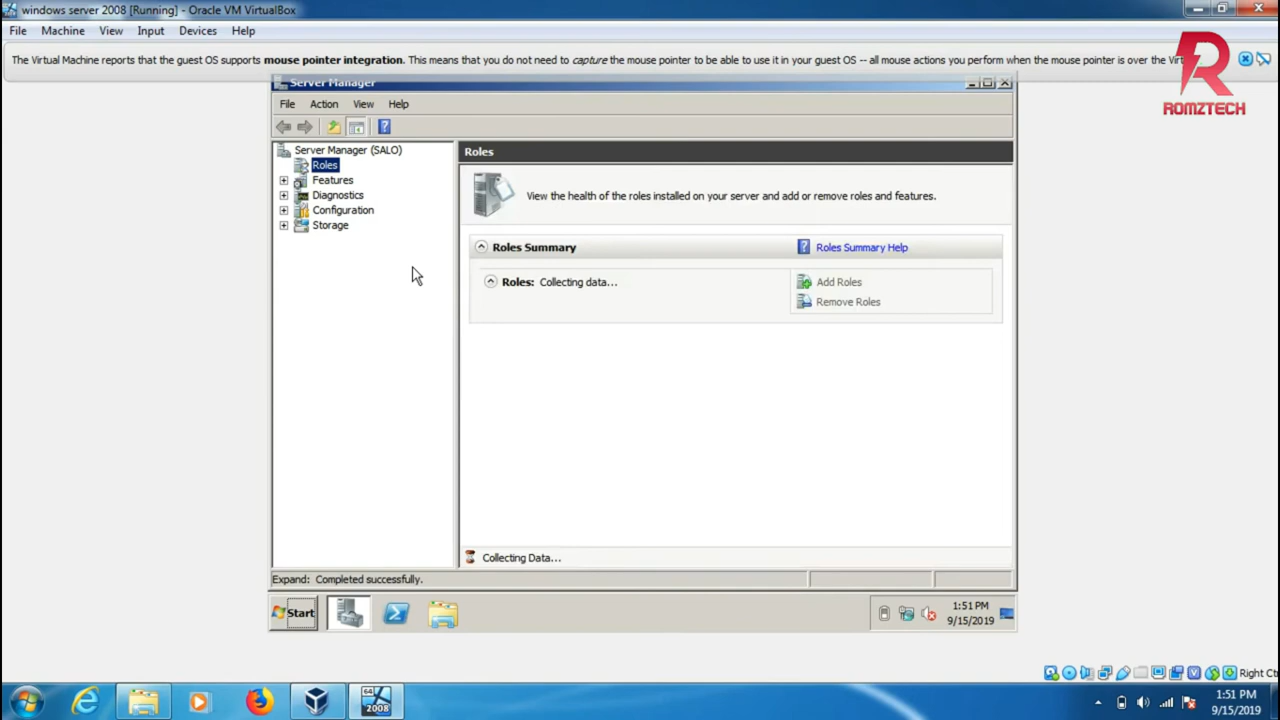 windows server 2008 [Running] - Oracle VM VirtualBox
File Machine View Input Devices Help
The Virtual Machine reports that the guest OS supports mouse pointer integration. This means that you do not need to capture the mouse pointer to be able to use it in your guest OS -- all mouse actions you perform when the mouse pointer is over the
ROMZTECH
Server Manager
File Action View Help
Server Manager (SALO)
Roles
Features
Diagnostics
Configuration
Storage
Roles
View the health of the roles installed on your server and add or remove roles and features.
Roles Summary
Roles Summary Help
Roles: Collecting data...
Add Roles
Remove Roles
Collecting Data...
Expand: Completed successfully.
Start
1:51 PM
9/15/2019
Right Ct
64
2008
1:51 PM
9/15/2019